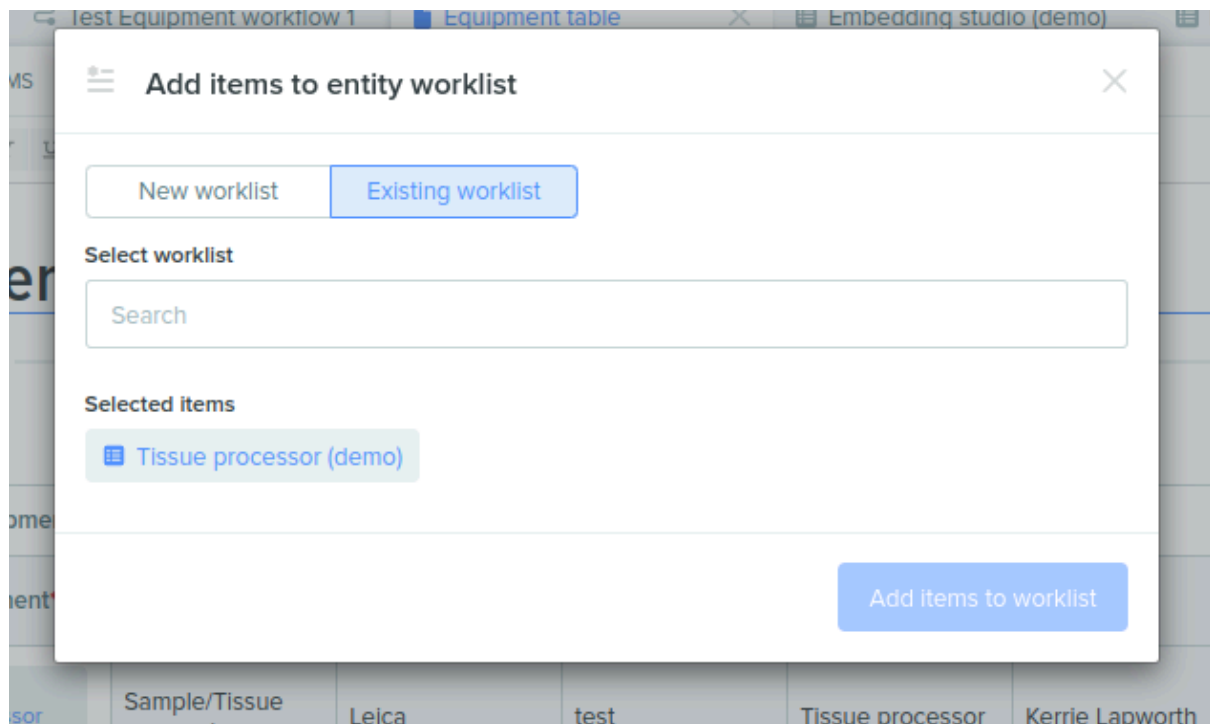 Test Equipment workflow 1 Equipment table Embedding studio (demo)
Add items to entity worklist
New worklist Existing worklist
Select worklist
Search
Selected items
Tissue processor (demo)
Add items to worklist
Sample/Tissue
Leica test Tissue processor Kerrie Lapworth